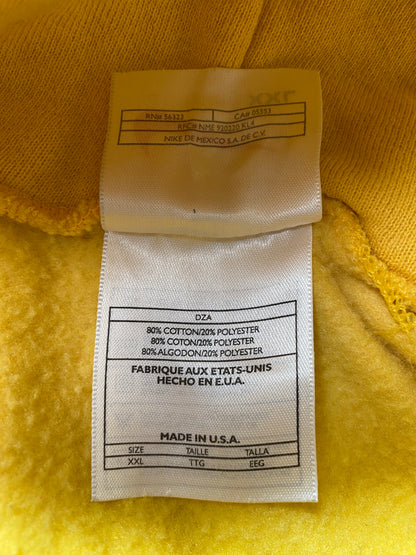 RN# 56323 CA# 05553
RFC# NME 920220 KL4
NIKE DE MEXICO S.A. DE C.V.
DZA
80% COTTON/20% POLYESTER
80% COTON/20% POLYESTER
80% ALGODON/20% POLYESTER
FABRIQUE AUX ETATS-UNIS
HECHO EN E.U.A.
MADE IN U.S.A.
SIZE TAILLE TALLA
XXL TTG EEG